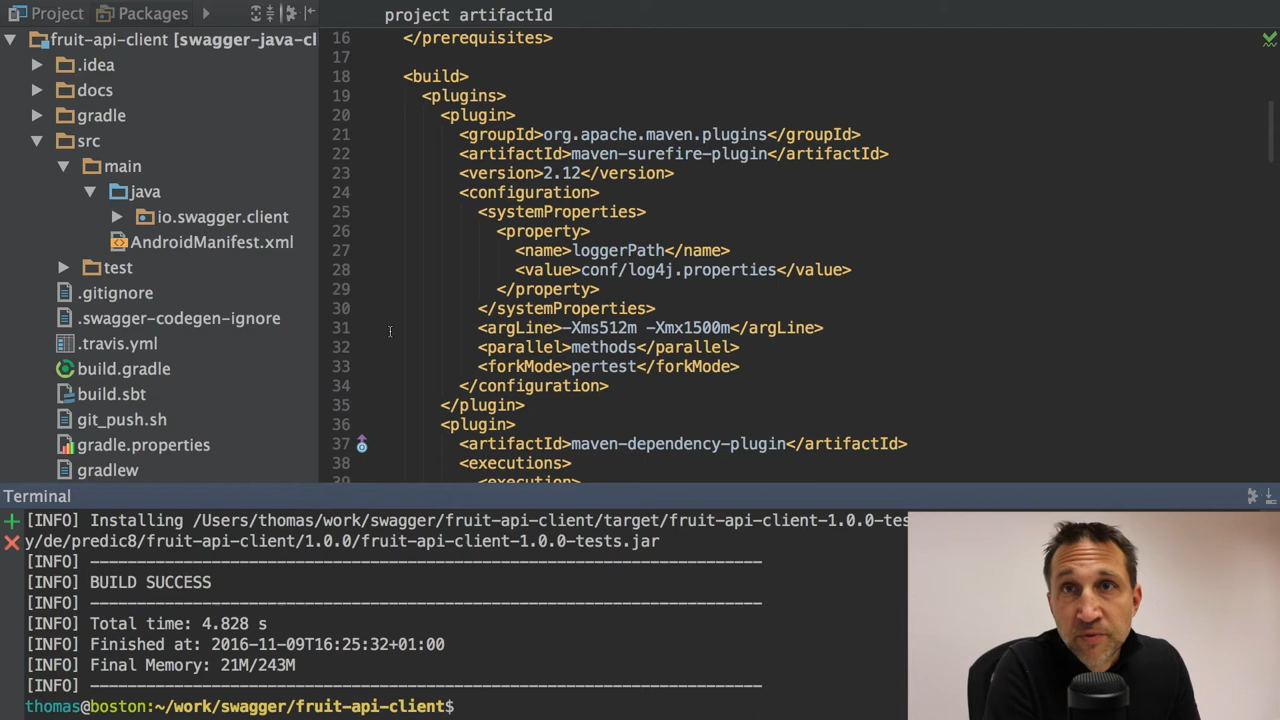 Project
Packages
project artifactId
fruit-api-client [swagger-java-cl
.idea
docs
gradle
src
main
java
io.swagger.client
AndroidManifest.xml
test
.gitignore
.swagger-codegen-ignore
.travis.yml
build.gradle
build.sbt
git_push.sh
gradle.properties
gradlew
16 </prerequisites>
17
18 <build>
19 <plugins>
20 <plugin>
21 <groupId>org.apache.maven.plugins</groupId>
22 <artifactId>maven-surefire-plugin</artifactId>
23 <version>2.12</version>
24 <configuration>
25 <systemProperties>
26 <property>
27 <name>loggerPath</name>
28 <value>conf/log4j.properties</value>
29 </property>
30 </systemProperties>
31 <argLine>-Xms512m -Xmx1500m</argLine>
32 <parallel>methods</parallel>
33 <forkMode>pertest</forkMode>
34 </configuration>
35 </plugin>
36 <plugin>
37 <artifactId>maven-dependency-plugin</artifactId>
38 <executions>
39 <execution>
Terminal
[INFO] Installing /Users/thomas/work/swagger/fruit-api-client/target/fruit-api-client-1.0.0-tes
y/de/predic8/fruit-api-client/1.0.0/fruit-api-client-1.0.0-tests.jar
[INFO] ------------------------------------------------------------------------
[INFO] BUILD SUCCESS
[INFO] ------------------------------------------------------------------------
[INFO] Total time: 4.828 s
[INFO] Finished at: 2016-11-09T16:25:32+01:00
[INFO] Final Memory: 21M/243M
[INFO] ------------------------------------------------------------------------
thomas@boston:~/work/swagger/fruit-api-client$